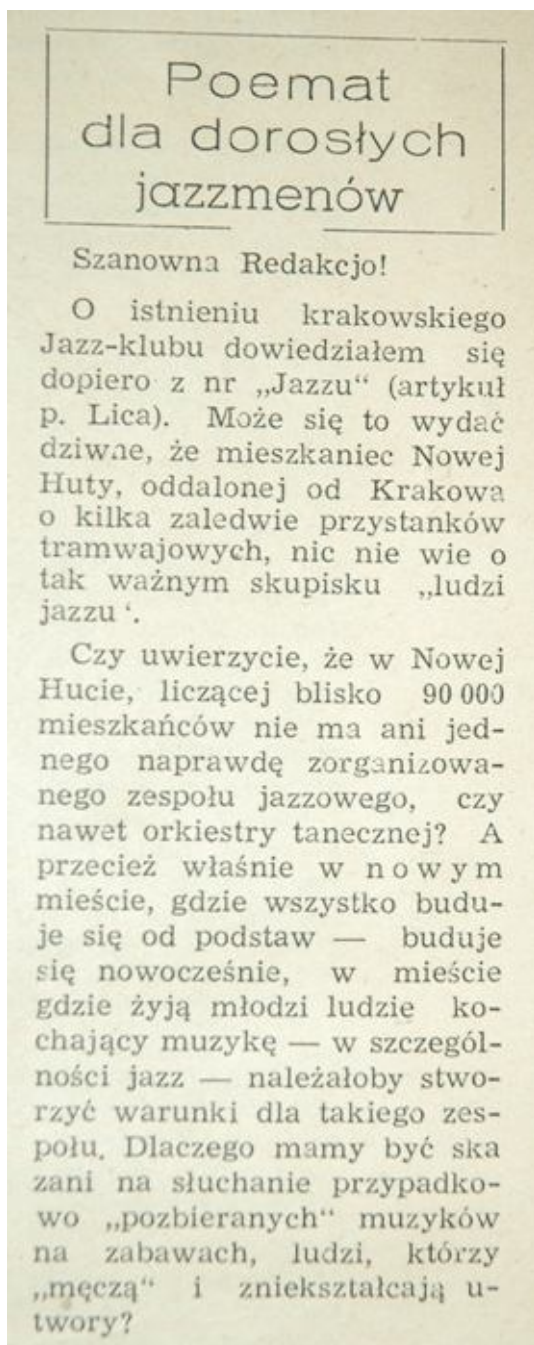 Poemat
dla dorosłych
jazzmenów
Szanowna Redakcjo!
O istnieniu krakowskiego
Jazz-klubu dowiedziałem się
dopiero z nr „Jazzu“ (artykuł
p. Lica). Może się to wydać
dziwne, że mieszkaniec Nowej
Huty, oddalonej od Krakowa
o kilka zaledwie przystanków
tramwajowych, nic nie wie o
tak ważnym skupisku „ludzi
jazzu‘.
Czy uwierzycie, że w Nowej
Hucie, liczącej blisko 90 000
mieszkańców nie ma ani jed-
nego naprawdę zorganizowa-
nego zespołu jazzowego, czy
nawet orkiestry tanecznej? A
przecież właśnie w nowym
mieście, gdzie wszystko budu-
je się od podstaw — buduje
się nowocześnie, w mieście
gdzie żyją młodzi ludzie ko-
chający muzykę — w szczegól-
ności jazz — należałoby stwo-
rzyć warunki dla takiego zes-
połu. Dlaczego mamy być ska
zani na słuchanie przypadko-
wo „pozbieranych“ muzyków
na zabawach, ludzi, którzy
„męczą“ i zniekształcają u-
twory?